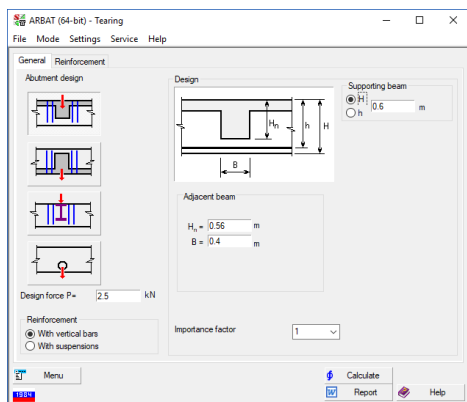 ARBAT (64-bit) - Tearing
File Mode Settings Service Help
General Reinforcement
Abutment design
Design force P= 2.5 kN
Reinforcement
With vertical bars
With suspensions
Design
Hn h H
B
Adjacent beam
Hn = 0.56 m
B = 0.4 m
Importance factor 1
Supporting beam
H 0.6 m
h
Menu
Calculate
1984
Report Help